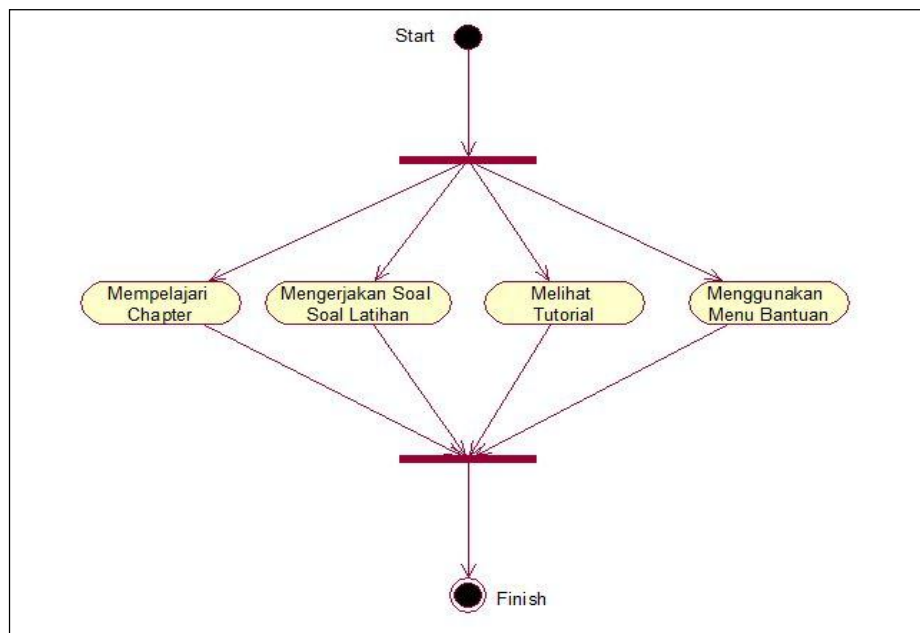 Start
Mempelajari
Chapter
Mengerjakan Soal
Soal Latihan
Melihat
Tutorial
Menggunakan
Menu Bantuan
Finish